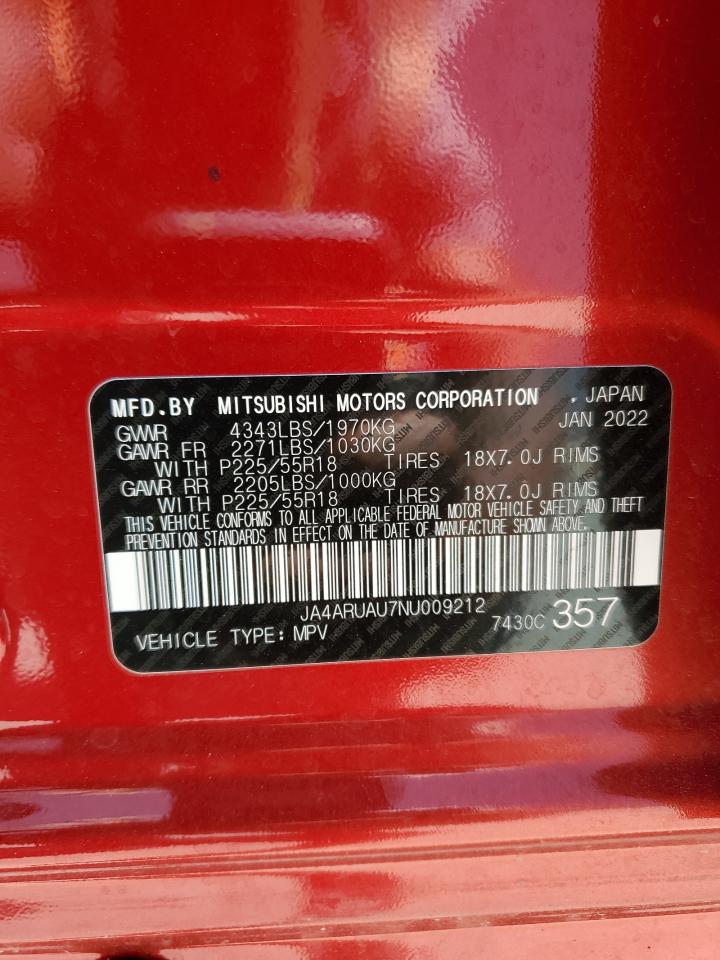 MFD.BY MITSUBISHI MOTORS CORPORATION , JAPAN
GVWR 4343LBS/1970KG JAN 2022
GAWR FR 2271LBS/1030KG
WITH P225/55R18 TIRES 18X7.0J RIMS
GAWR RR 2205LBS/1000KG
WITH P225/55R18 TIRES 18X7.0J RIMS
THIS VEHICLE CONFORMS TO ALL APPLICABLE FEDERAL MOTOR VEHICLE SAFETY AND THEFT
PREVENTION STANDARDS IN EFFECT ON THE DATE OF MANUFACTURE SHOWN ABOVE.
JA4ARUAU7NU009212
VEHICLE TYPE: MPV 7430C 357